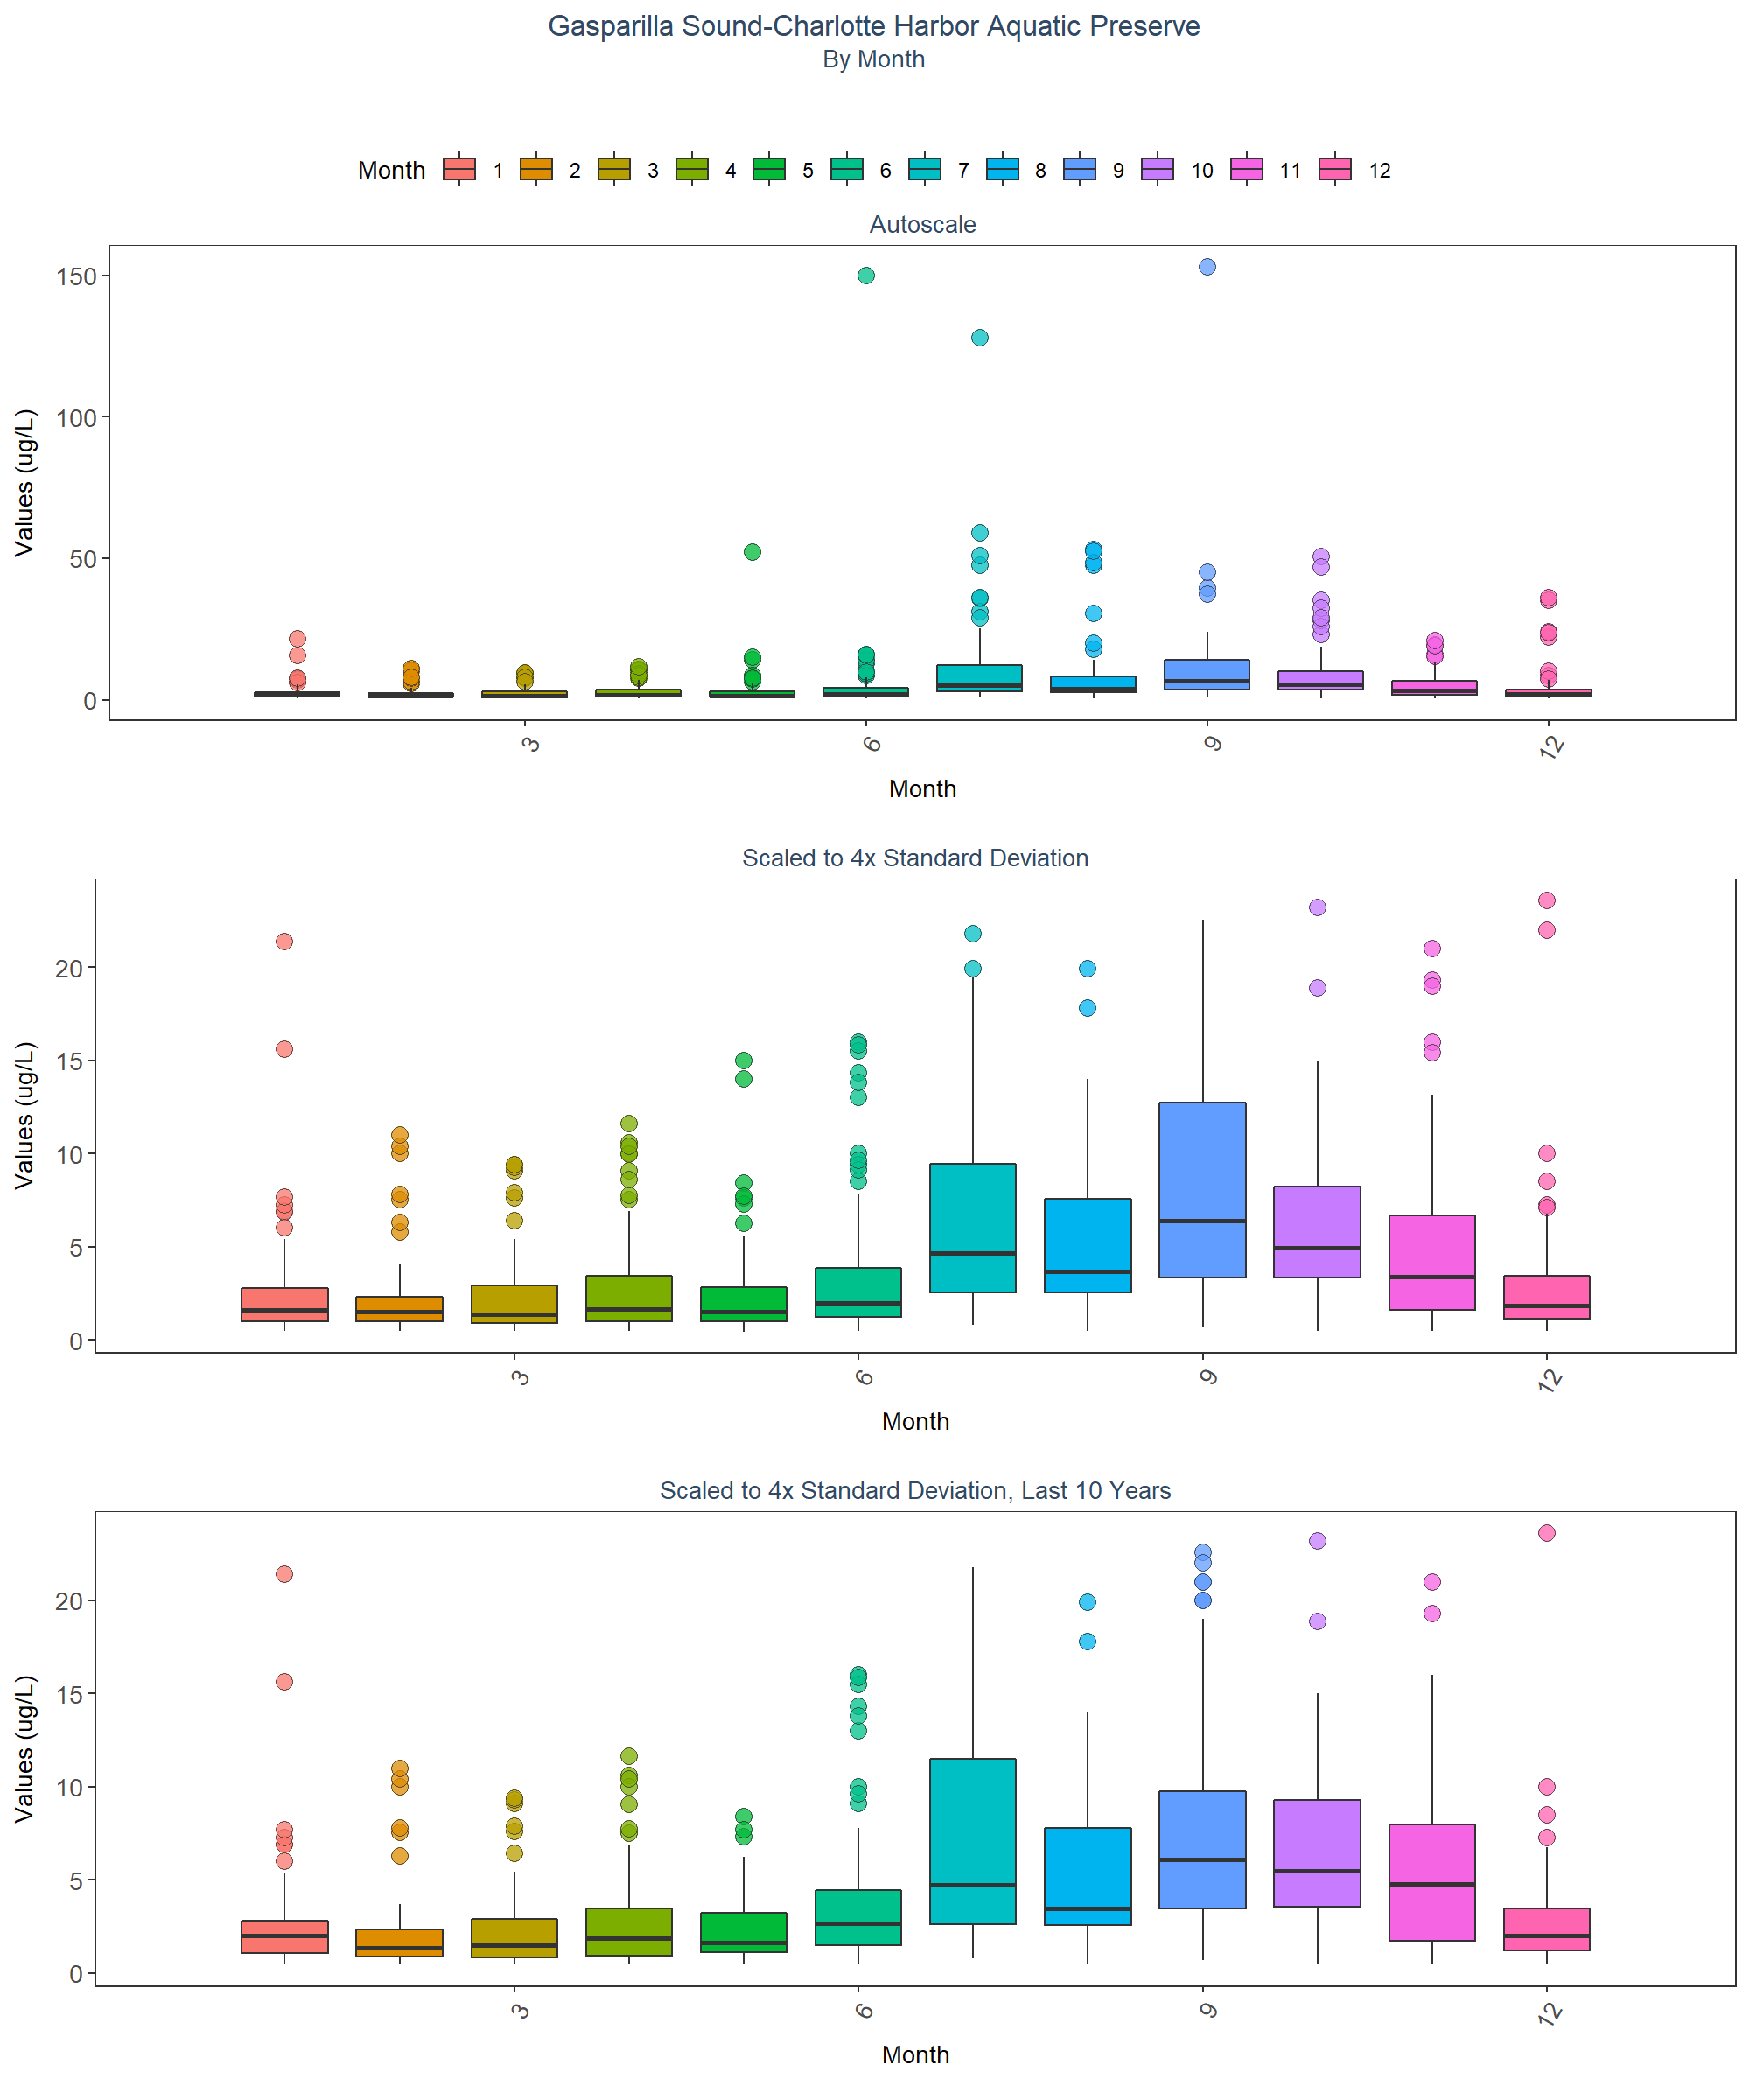 Gasparilla Sound-Charlotte Harbor Aquatic Preserve
By Month
Month 1 2 3 4 5 6 7 8 9 10 11 12
Autoscale
Values (ug/L)
150
100
50
0
3 6 9 12
Month
Scaled to 4x Standard Deviation
Values (ug/L)
20
15
10
5
0
3 6 9 12
Month
Scaled to 4x Standard Deviation, Last 10 Years
Values (ug/L)
20
15
10
5
0
3 6 9 12
Month